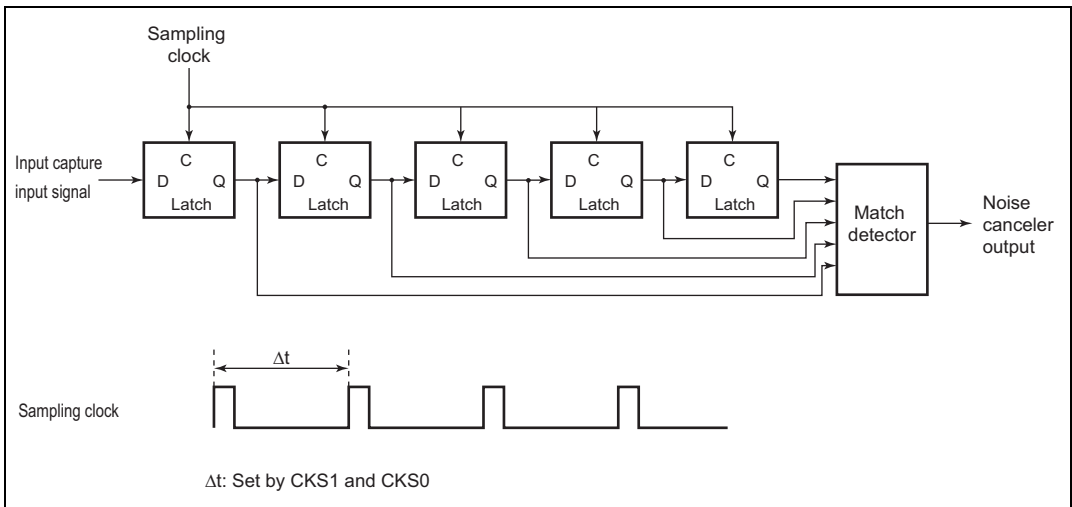 Sampling
clock
Input capture
input signal
C
D Q
Latch
C
D Q
Latch
C
D Q
Latch
C
D Q
Latch
C
D Q
Latch
Match
detector
Noise
canceler
output
Δt
Sampling clock
Δt: Set by CKS1 and CKS0